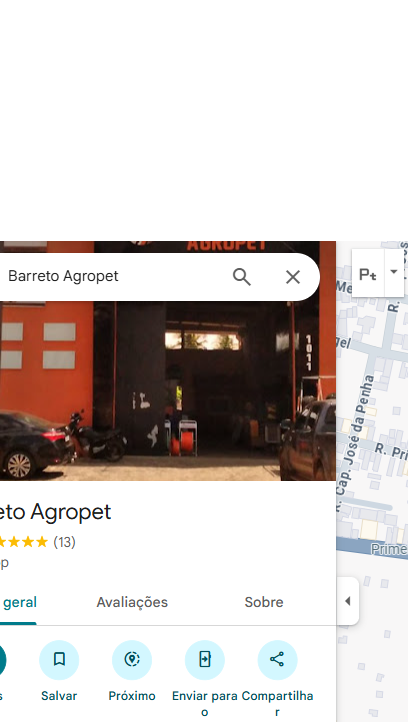 AGROPET
Barreto Agropet
1011
eto Agropet
(13)
geral
Avaliações
Sobre
s
Salvar
Próximo
Enviar para o
Compartilhar
Pt
Me
gel
R. Cap. José da Penha
R. Pri
Prime
R.